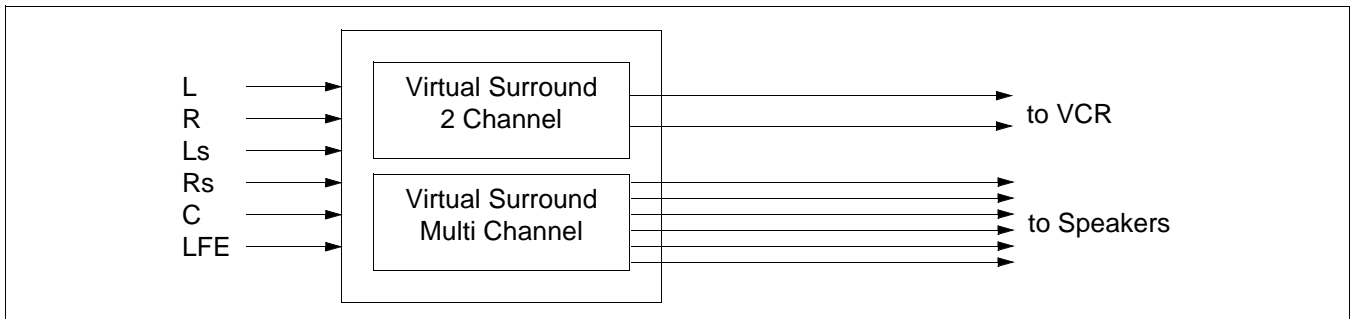 L
R
Ls
Rs
C
LFE
Virtual Surround
2 Channel
Virtual Surround
Multi Channel
to VCR
to Speakers